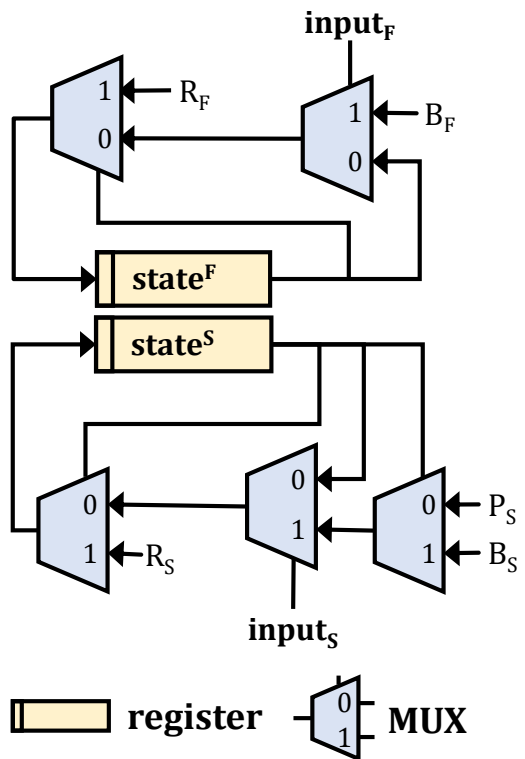 input_F
1
R_F
1
B_F
0
0
state^F
state^S
0
0
0
P_S
1
1
R_S
1
B_S
input_S
register
0
1
MUX